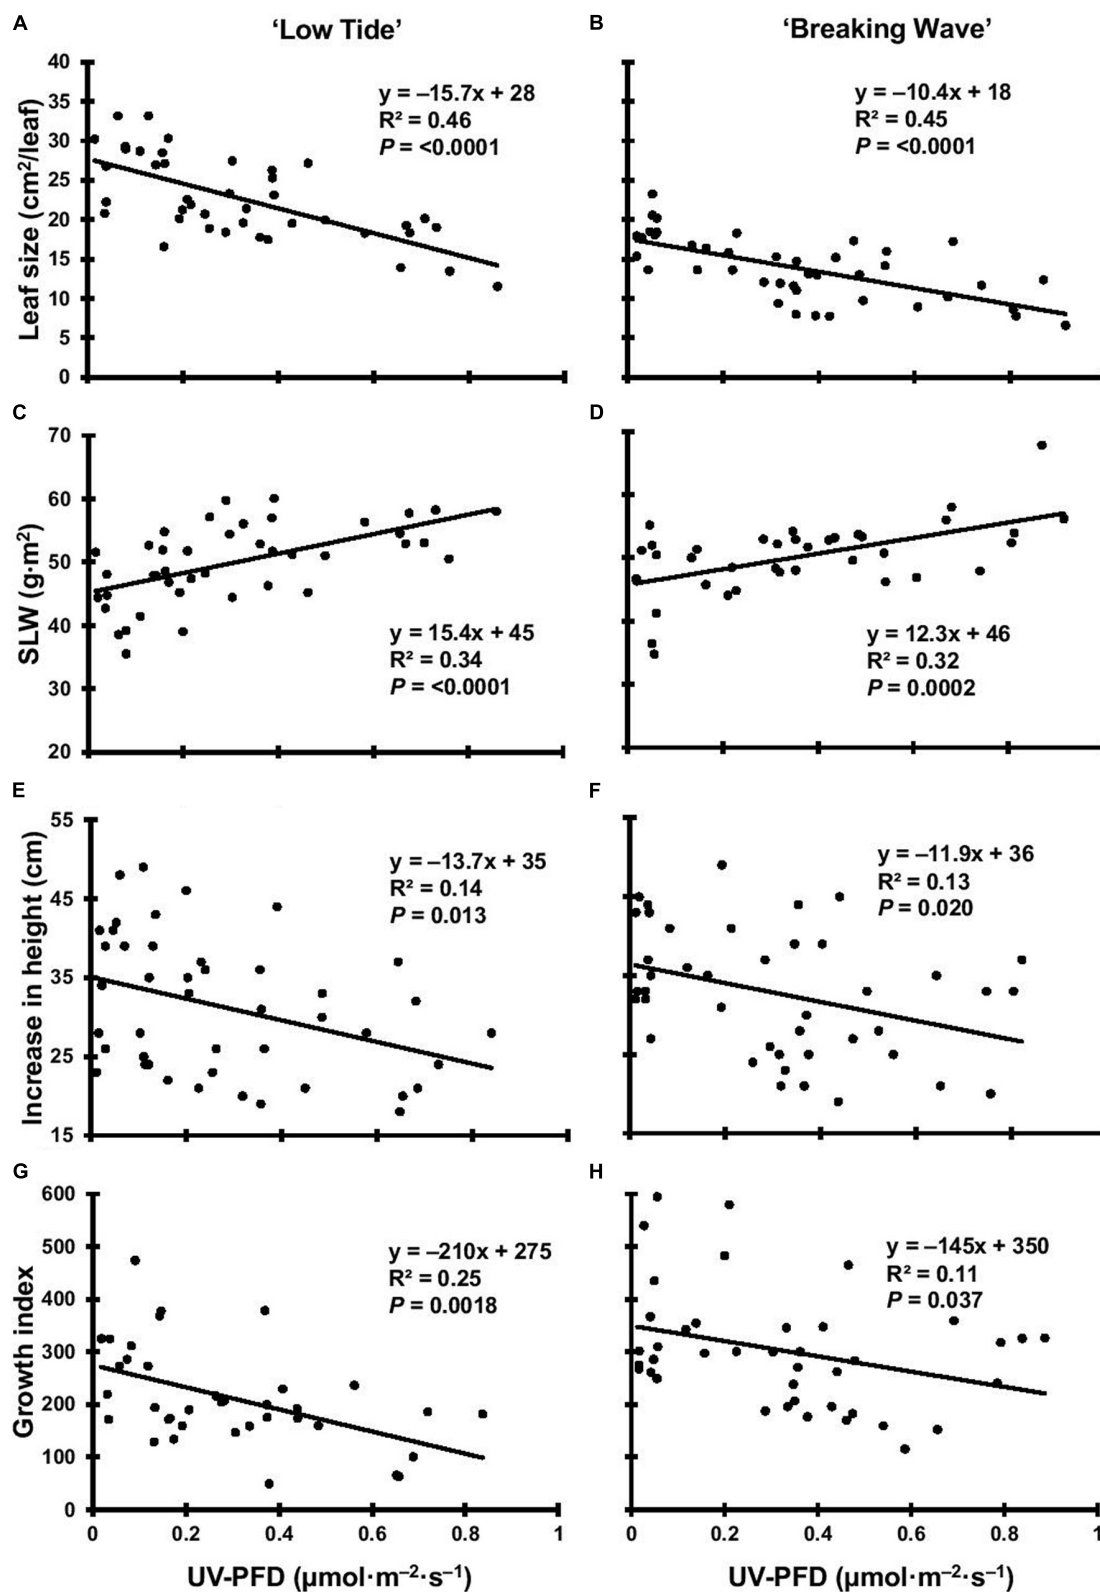 A
'Low Tide'
B
'Breaking Wave'
Leaf size (cm²/leaf)
40
35
30
25
20
15
10
5
0
y = –15.7x + 28
R² = 0.46
P = <0.0001
y = –10.4x + 18
R² = 0.45
P = <0.0001
C
D
SLW (g·m²)
70
60
50
40
30
20
y = 15.4x + 45
R² = 0.34
P = <0.0001
y = 12.3x + 46
R² = 0.32
P = 0.0002
E
F
Increase in height (cm)
55
45
35
25
15
y = –13.7x + 35
R² = 0.14
P = 0.013
y = –11.9x + 36
R² = 0.13
P = 0.020
G
H
Growth index
600
500
400
300
200
100
0
y = –210x + 275
R² = 0.25
P = 0.0018
y = –145x + 350
R² = 0.11
P = 0.037
0 0.2 0.4 0.6 0.8 1
0 0.2 0.4 0.6 0.8 1
UV-PFD (µmol·m⁻²·s⁻¹)
UV-PFD (µmol·m⁻²·s⁻¹)